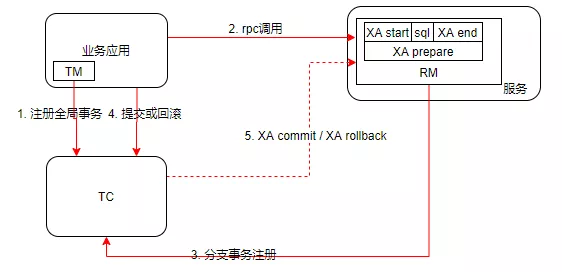 业务应用
TM
2. rpc调用
XA start
sql
XA end
XA prepare
RM
服务
1. 注册全局事务
4. 提交或回滚
5. XA commit / XA rollback
TC
3. 分支事务注册